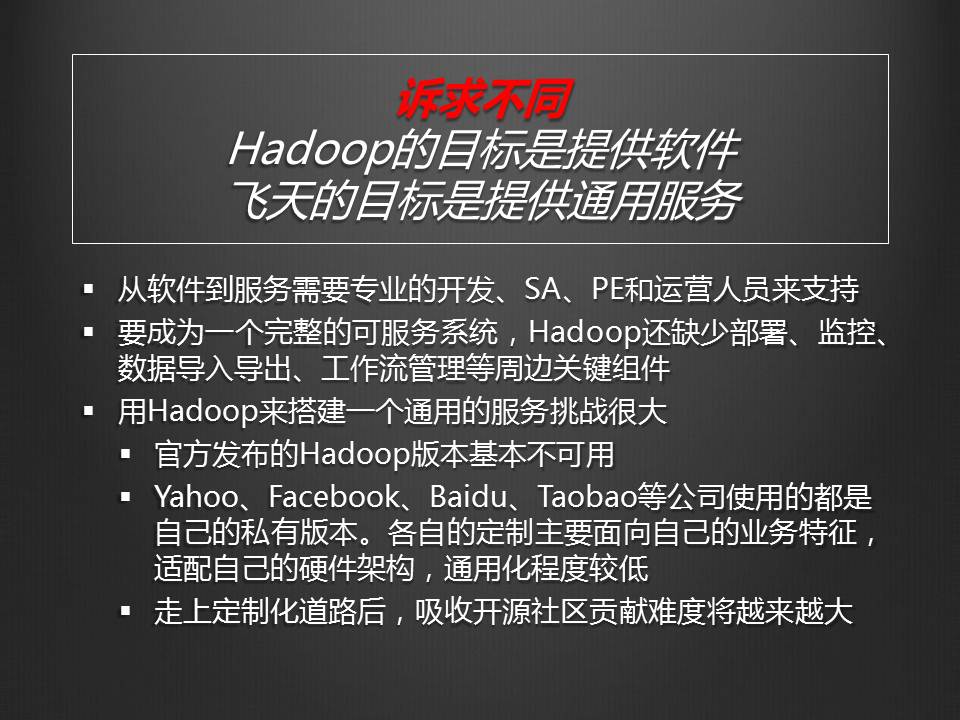 诉求不同
Hadoop的目标是提供软件
飞天的目标是提供通用服务
▪ 从软件到服务需要专业的开发、SA、PE和运营人员来支持
▪ 要成为一个完整的可服务系统，Hadoop还缺少部署、监控、
数据导入导出、工作流管理等周边关键组件
▪ 用Hadoop来搭建一个通用的服务挑战很大
▪ 官方发布的Hadoop版本基本不可用
▪ Yahoo、Facebook、Baidu、Taobao等公司使用的都是
自己的私有版本。各自的定制主要面向自己的业务特征，
适配自己的硬件架构，通用化程度较低
▪ 走上定制化道路后，吸收开源社区贡献难度将越来越大